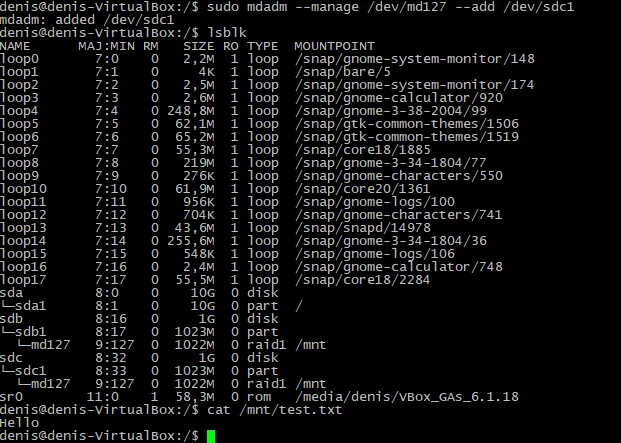 denis@denis-VirtualBox:/$ sudo mdadm --manage /dev/md127 --add /dev/sdc1
mdadm: added /dev/sdc1
denis@denis-VirtualBox:/$ lsblk
NAME      MAJ:MIN RM   SIZE RO TYPE  MOUNTPOINT
loop0       7:0    0   2,2M  1 loop  /snap/gnome-system-monitor/148
loop1       7:1    0     4K  1 loop  /snap/bare/5
loop2       7:2    0   2,5M  1 loop  /snap/gnome-system-monitor/174
loop3       7:3    0   2,6M  1 loop  /snap/gnome-calculator/920
loop4       7:4    0 248,8M  1 loop  /snap/gnome-3-38-2004/99
loop5       7:5    0  62,1M  1 loop  /snap/gtk-common-themes/1506
loop6       7:6    0  65,2M  1 loop  /snap/gtk-common-themes/1519
loop7       7:7    0  55,3M  1 loop  /snap/core18/1885
loop8       7:8    0   219M  1 loop  /snap/gnome-3-34-1804/77
loop9       7:9    0   276K  1 loop  /snap/gnome-characters/550
loop10      7:10   0  61,9M  1 loop  /snap/core20/1361
loop11      7:11   0   956K  1 loop  /snap/gnome-logs/100
loop12      7:12   0   704K  1 loop  /snap/gnome-characters/741
loop13      7:13   0  43,6M  1 loop  /snap/snapd/14978
loop14      7:14   0 255,6M  1 loop  /snap/gnome-3-34-1804/36
loop15      7:15   0   548K  1 loop  /snap/gnome-logs/106
loop16      7:16   0   2,4M  1 loop  /snap/gnome-calculator/748
loop17      7:17   0  55,5M  1 loop  /snap/core18/2284
sda         8:0    0    10G  0 disk
└─sda1      8:1    0    10G  0 part  /
sdb         8:16   0     1G  0 disk
└─sdb1      8:17   0  1023M  0 part
  └─md127   9:127  0  1022M  0 raid1 /mnt
sdc         8:32   0     1G  0 disk
└─sdc1      8:33   0  1023M  0 part
  └─md127   9:127  0  1022M  0 raid1 /mnt
sr0        11:0    1  58,3M  0 rom   /media/denis/VBox_GAs_6.1.18
denis@denis-VirtualBox:/$ cat /mnt/test.txt
Hello
denis@denis-VirtualBox:/$